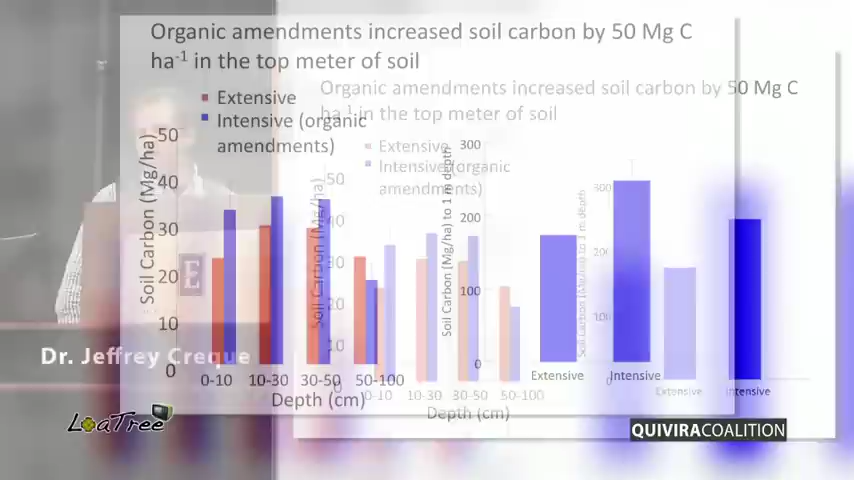 Organic amendments increased soil carbon by 50 Mg C
ha-1 in the top meter of soil
Extensive
Intensive (organic
amendments)
Soil Carbon (Mg/ha)
50
40
30
20
10
0
0-10 10-30 30-50 50-100
Depth (cm)
Soil Carbon (Mg/ha) to 1 m depth
300
200
100
0
Extensive Intensive
Organic amendments increased soil carbon by 50 Mg C
ha-1 in the top meter of soil
Extensive
Intensive (organic
amendments)
Soil Carbon (Mg/ha)
50
40
30
20
10
0
0-10 10-30 30-50 50-100
Depth (cm)
Soil Carbon (Mg/ha) to 1 m depth
300
200
100
0
Extensive Intensive
E
Dr. Jeffrey Creque
LoaTree
QUIVIRACOALITION